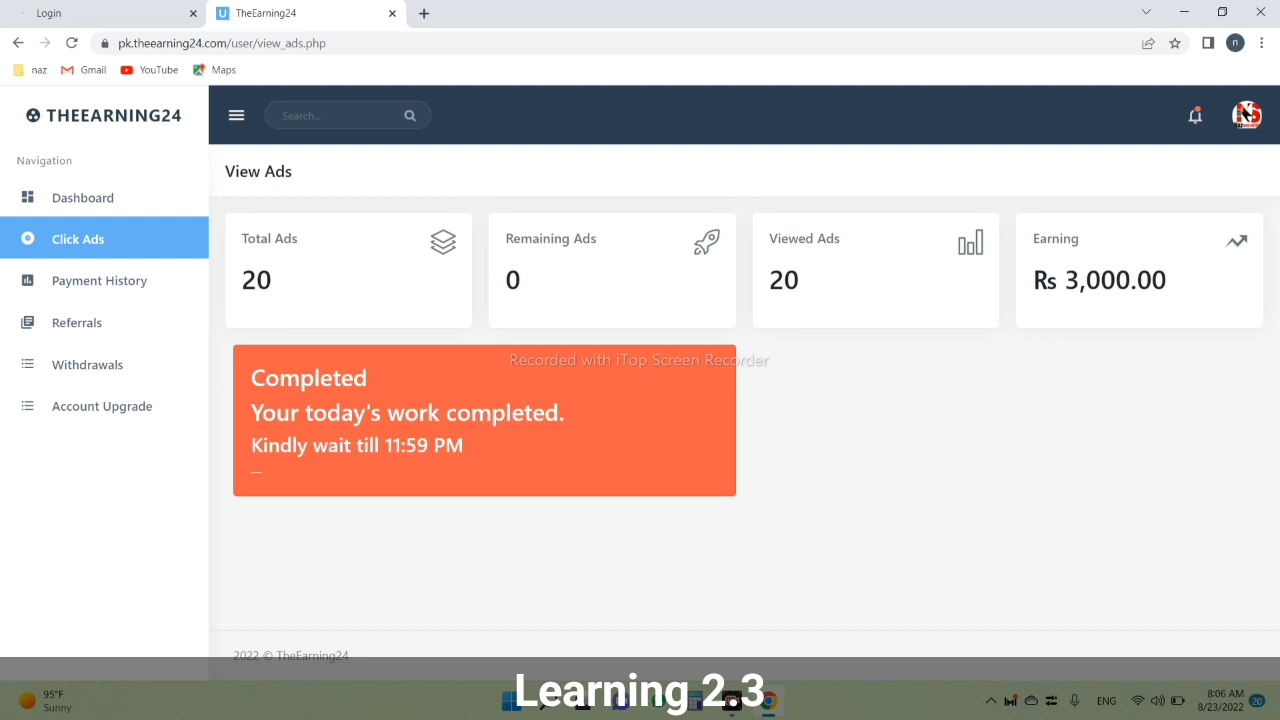 Login
TheEarning24
pk.theearning24.com/user/view_ads.php
n
naz
Gmail
YouTube
Maps
THEEARNING24
Search...
Navigation
View Ads
Dashboard
Click Ads
Payment History
Referrals
Withdrawals
Account Upgrade
Total Ads
20
Remaining Ads
0
Viewed Ads
20
Earning
Rs 3,000.00
Recorded with iTop Screen Recorder
Completed
Your today's work completed.
Kindly wait till 11:59 PM
2022 © TheEarning24
Learning 2.3
95°F
Sunny
ENG
8:06 AM
8/23/2022
20